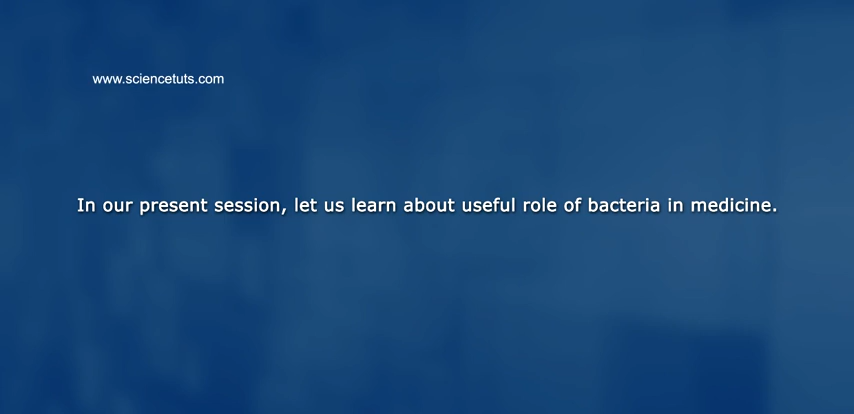 www.sciencetuts.com
In our present session, let us learn about useful role of bacteria in medicine.